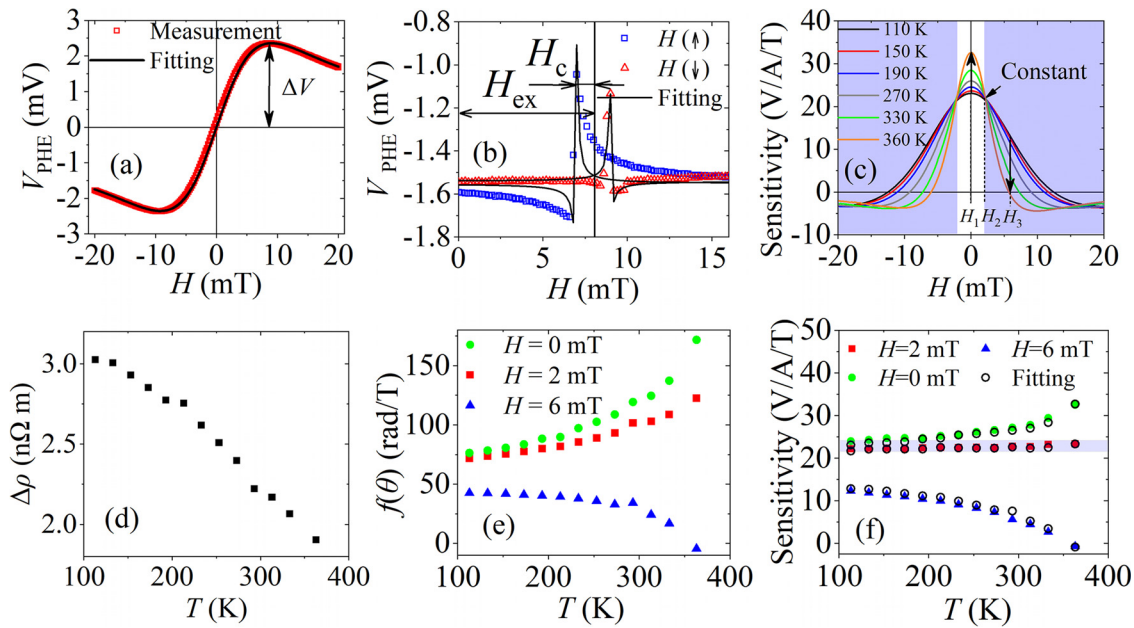 3
2
1
0
-1
-2
-3
V_PHE (mV)
Measurement
Fitting
ΔV
(a)
-20 -10 0 10 20
H (mT)
-0.8
-1.0
-1.2
-1.4
-1.6
-1.8
V_PHE (mV)
H_c
H_ex
H (↑)
H (↓)
Fitting
(b)
0 5 10 15
H (mT)
40
30
20
10
0
-10
Sensitivity (V/A/T)
110 K
150 K
190 K
270 K
330 K
360 K
Constant
(c)
H_1 H_2 H_3
-20 -10 0 10 20
H (mT)
3.0
2.5
2.0
Δρ (nΩ m)
(d)
100 200 300 400
T (K)
150
100
50
0
f(θ) (rad/T)
H = 0 mT
H = 2 mT
H = 6 mT
(e)
100 200 300 400
T (K)
50
40
30
20
10
0
Sensitivity (V/A/T)
H=2 mT H=6 mT
H=0 mT Fitting
(f)
100 150 200 250 300 350 400
T (K)